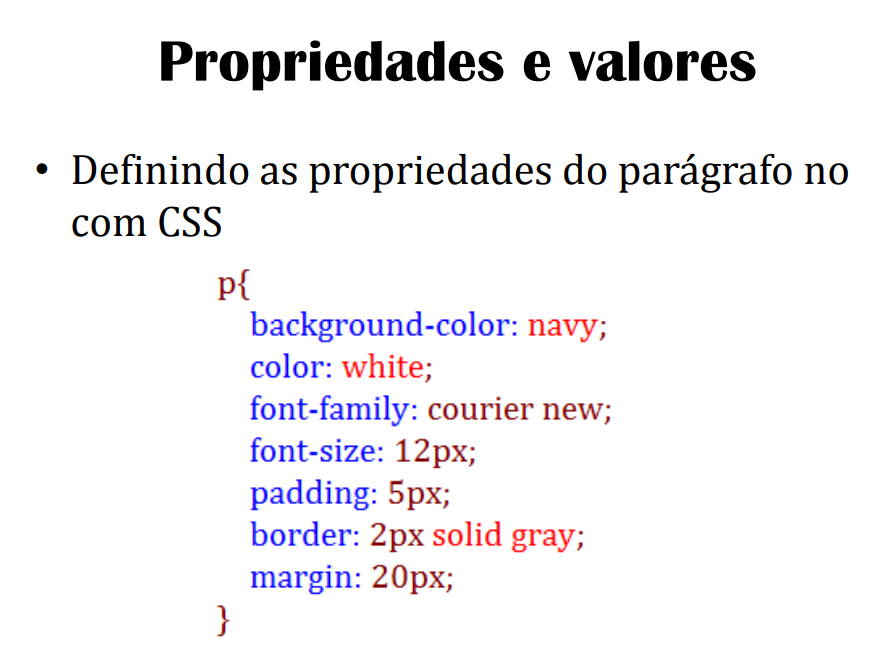 Propriedades e valores
• Definindo as propriedades do parágrafo no
com CSS
p{
background-color: navy;
color: white;
font-family: courier new;
font-size: 12px;
padding: 5px;
border: 2px solid gray;
margin: 20px;
}